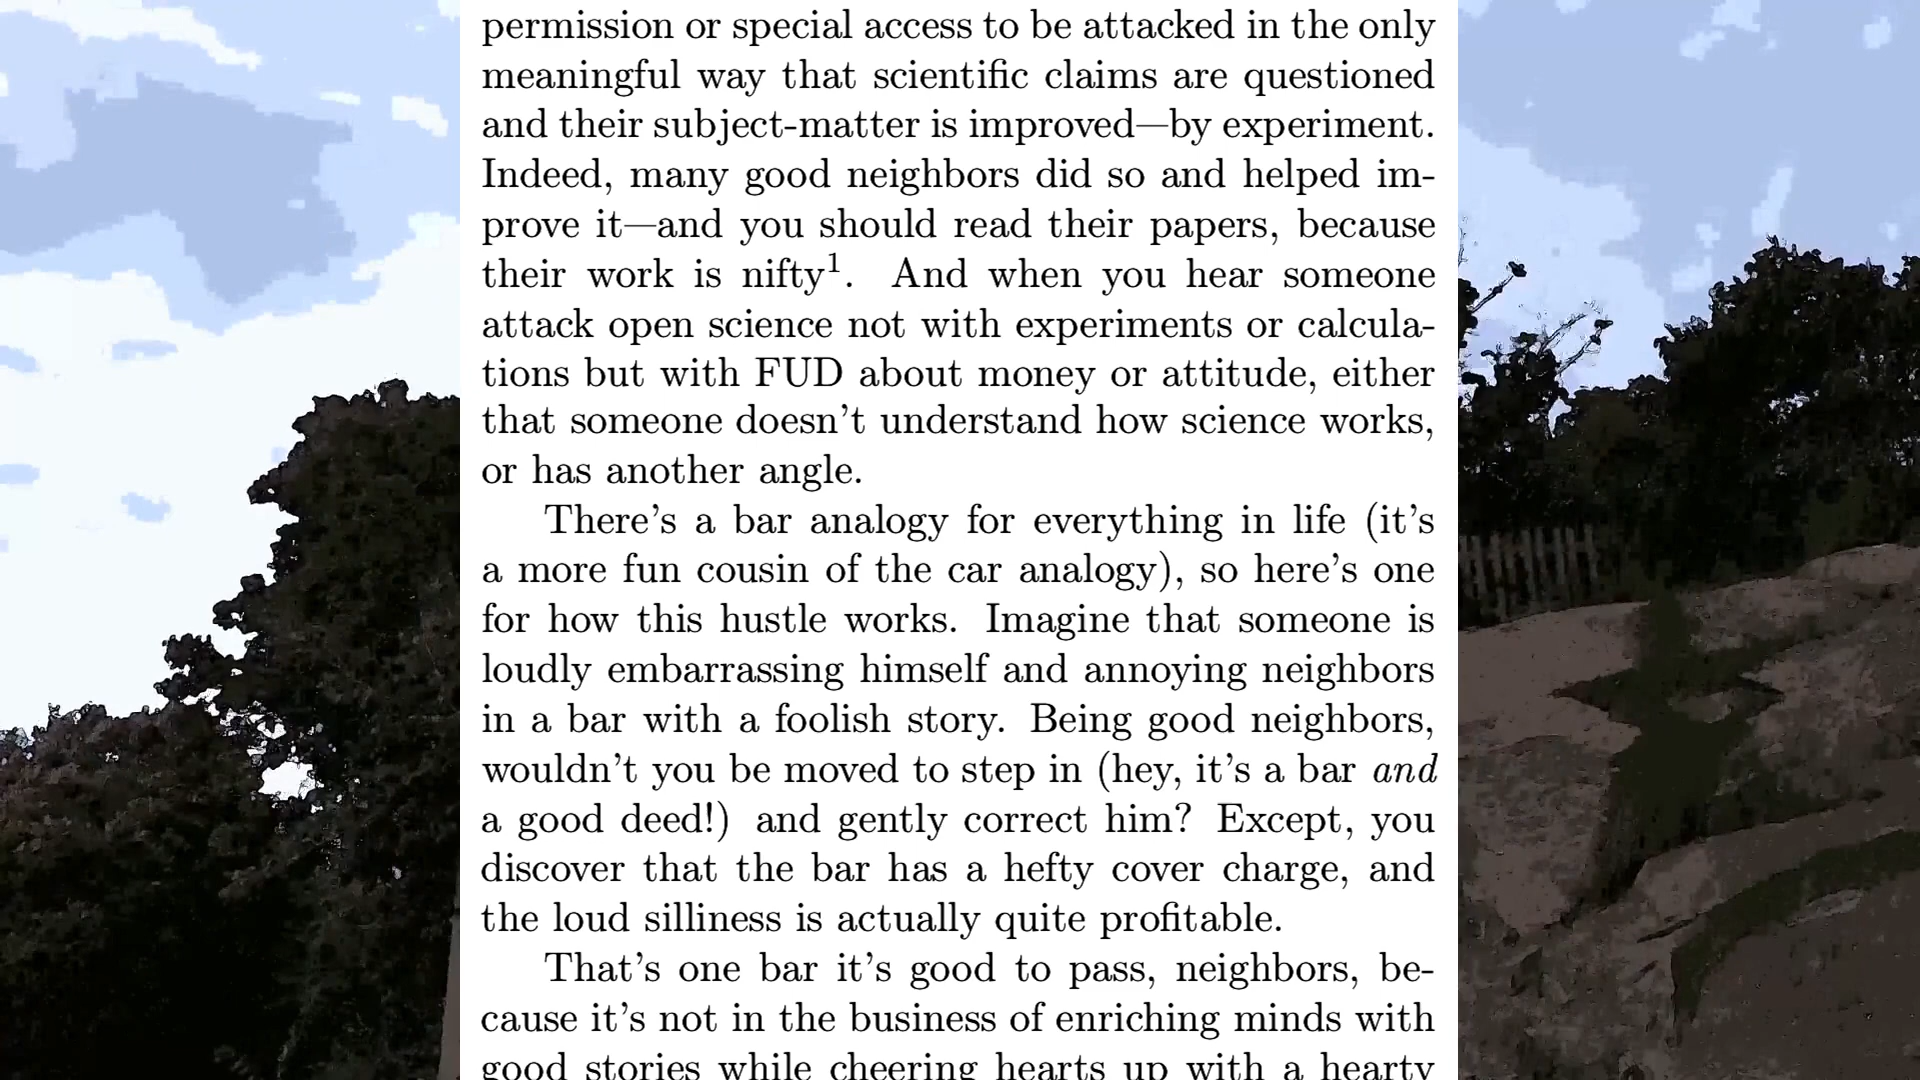 permission or special access to be attacked in the only
meaningful way that scientific claims are questioned
and their subject-matter is improved—by experiment.
Indeed, many good neighbors did so and helped im-
prove it—and you should read their papers, because
their work is nifty¹. And when you hear someone
attack open science not with experiments or calcula-
tions but with FUD about money or attitude, either
that someone doesn't understand how science works,
or has another angle.
There's a bar analogy for everything in life (it's
a more fun cousin of the car analogy), so here's one
for how this hustle works. Imagine that someone is
loudly embarrassing himself and annoying neighbors
in a bar with a foolish story. Being good neighbors,
wouldn't you be moved to step in (hey, it's a bar and
a good deed!) and gently correct him? Except, you
discover that the bar has a hefty cover charge, and
the loud silliness is actually quite profitable.
That's one bar it's good to pass, neighbors, be-
cause it's not in the business of enriching minds with
good stories while cheering hearts up with a hearty